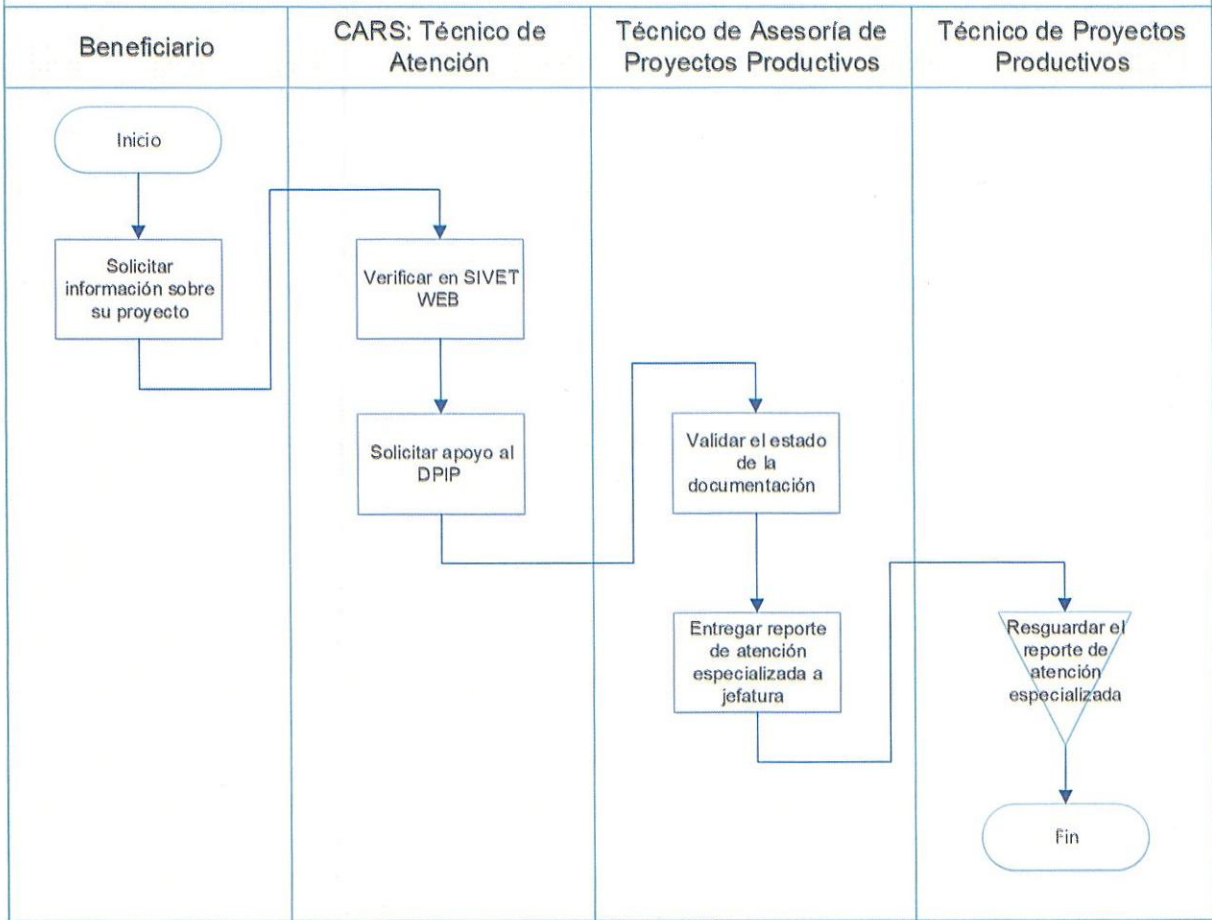 Beneficiario
CARS: Técnico de
Atención
Técnico de Asesoría de
Proyectos Productivos
Técnico de Proyectos
Productivos
Inicio
Solicitar
información sobre
su proyecto
Verificar en SIVET
WEB
Solicitar apoyo al
DPIP
Validar el estado
de la
documentación
Entregar reporte
de atención
especializada a
jefatura
Resguardar el
reporte de
atención
especializada
Fin